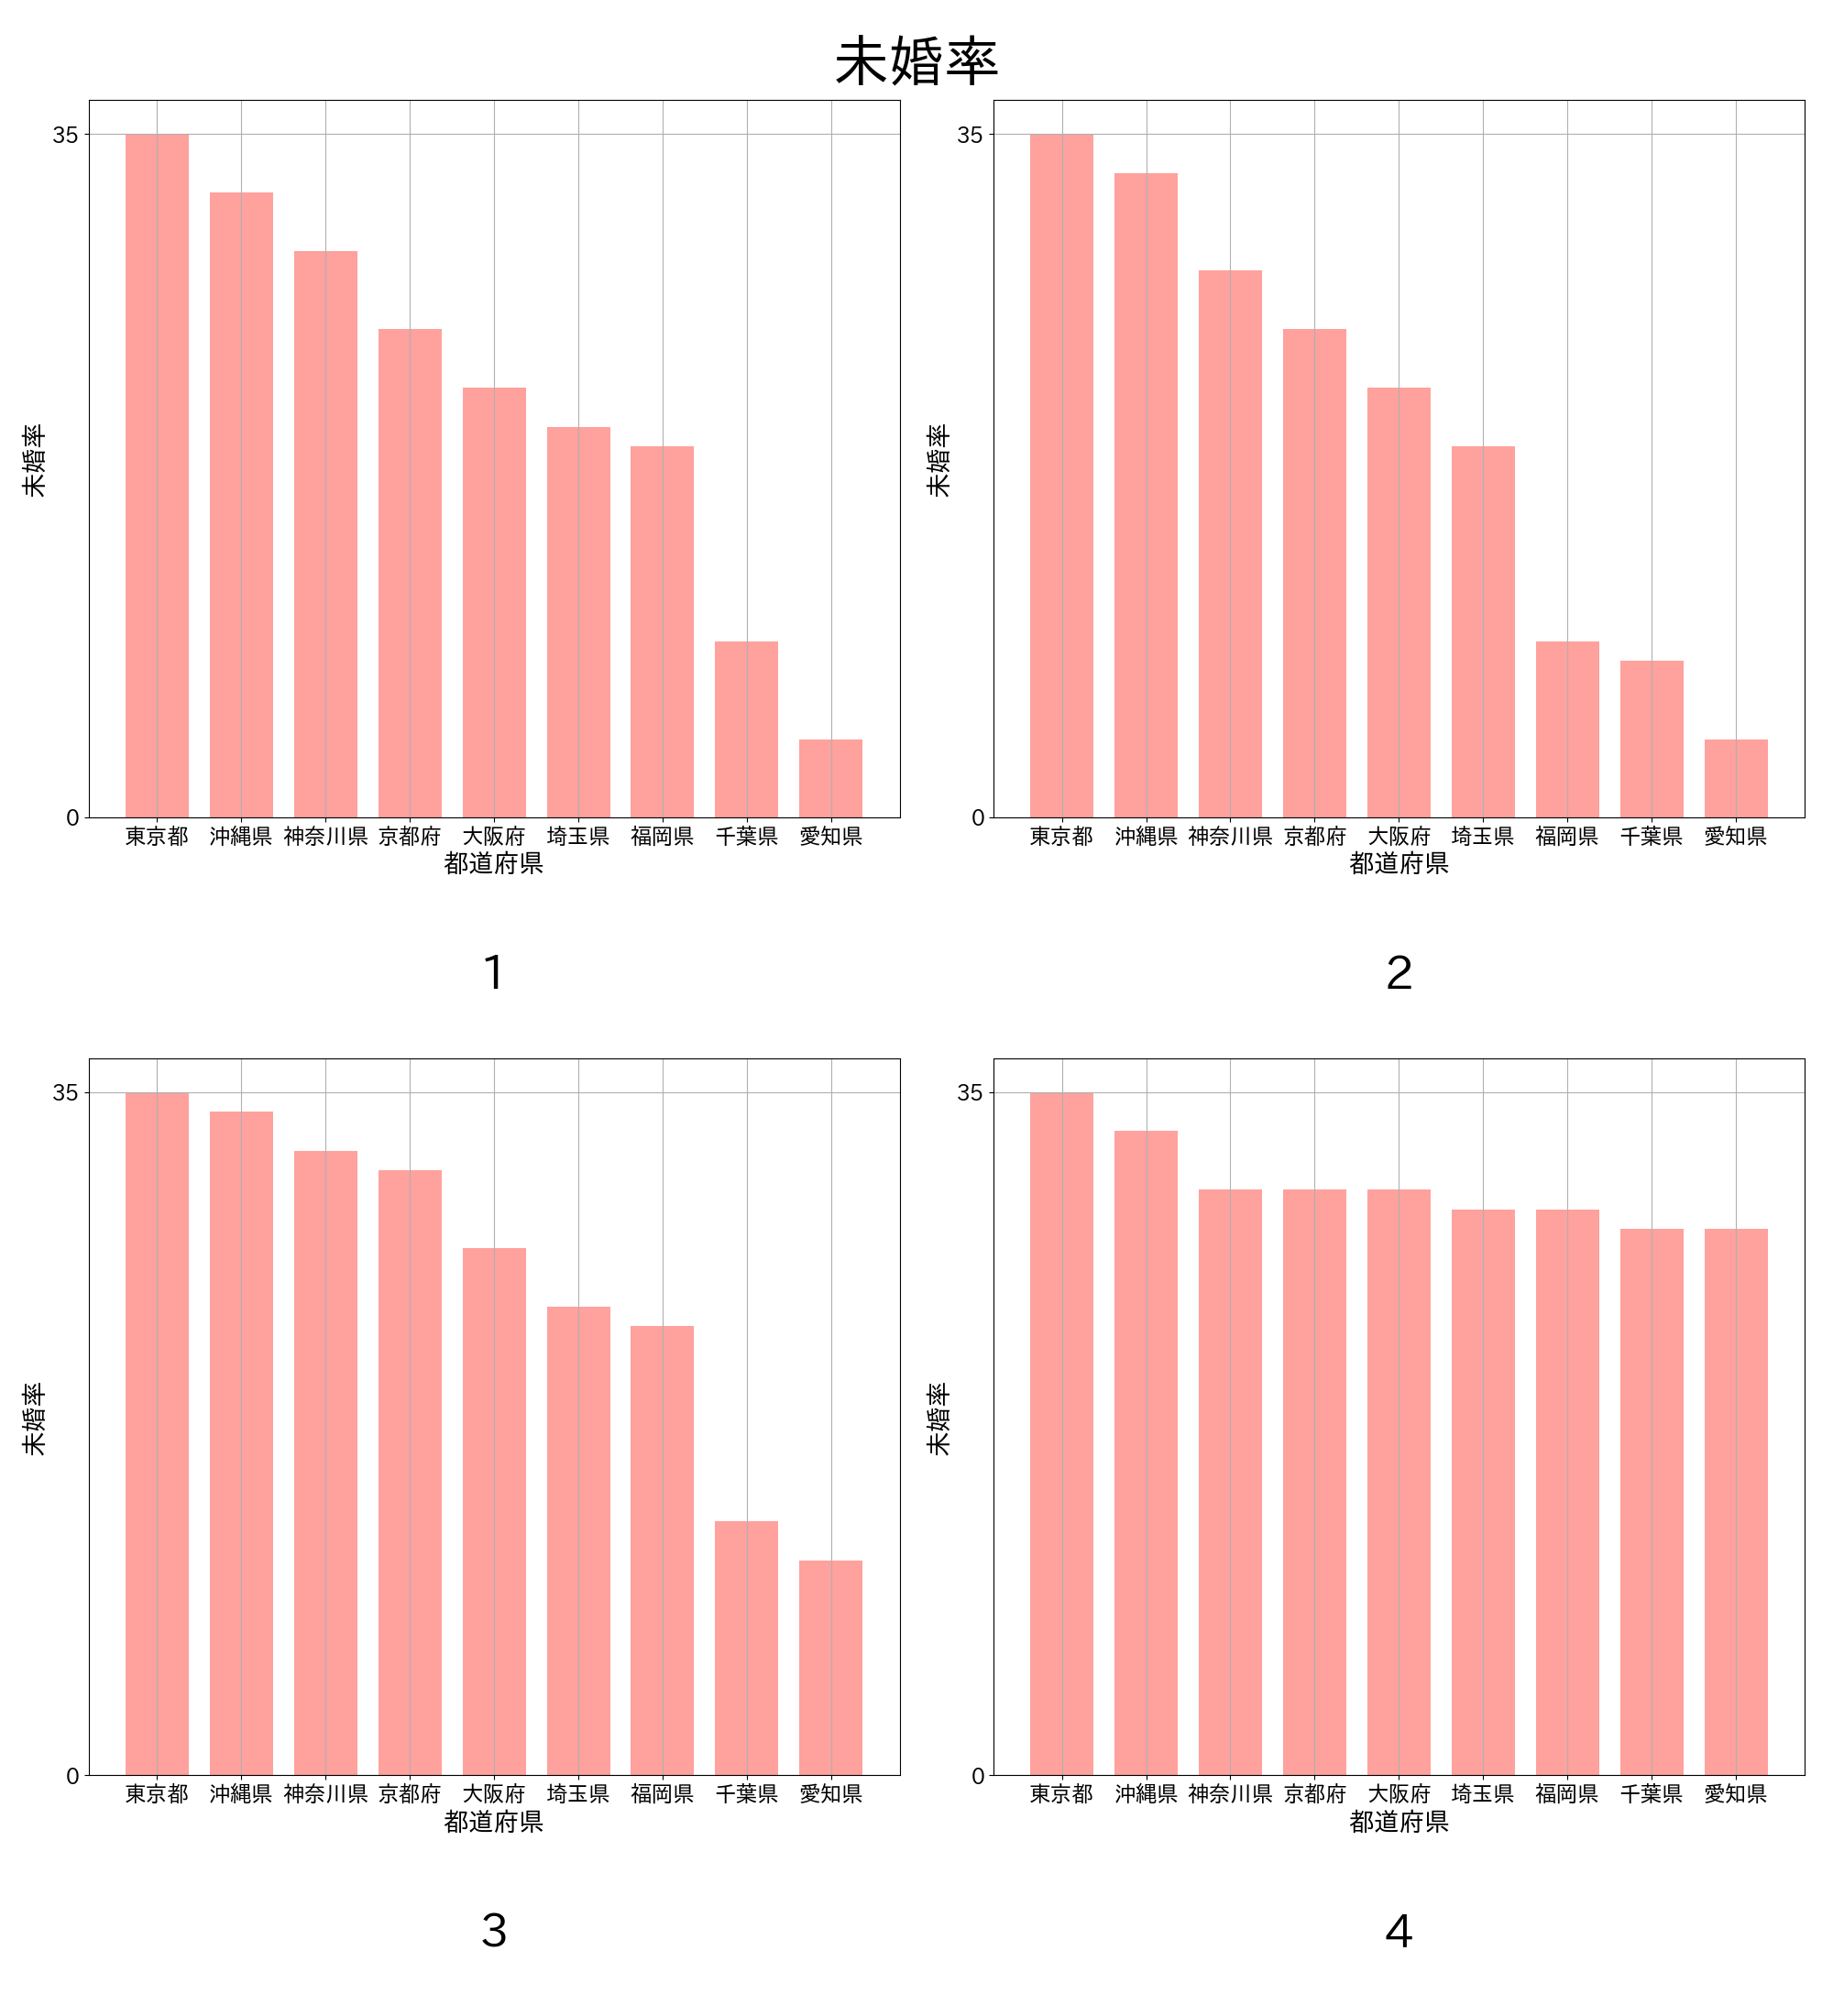 未婚率
35
0
未婚率
東京都 沖縄県 神奈川県 京都府 大阪府 埼玉県 福岡県 千葉県 愛知県
都道府県
1
35
0
未婚率
東京都 沖縄県 神奈川県 京都府 大阪府 埼玉県 福岡県 千葉県 愛知県
都道府県
2
35
0
未婚率
東京都 沖縄県 神奈川県 京都府 大阪府 埼玉県 福岡県 千葉県 愛知県
都道府県
3
35
0
未婚率
東京都 沖縄県 神奈川県 京都府 大阪府 埼玉県 福岡県 千葉県 愛知県
都道府県
4